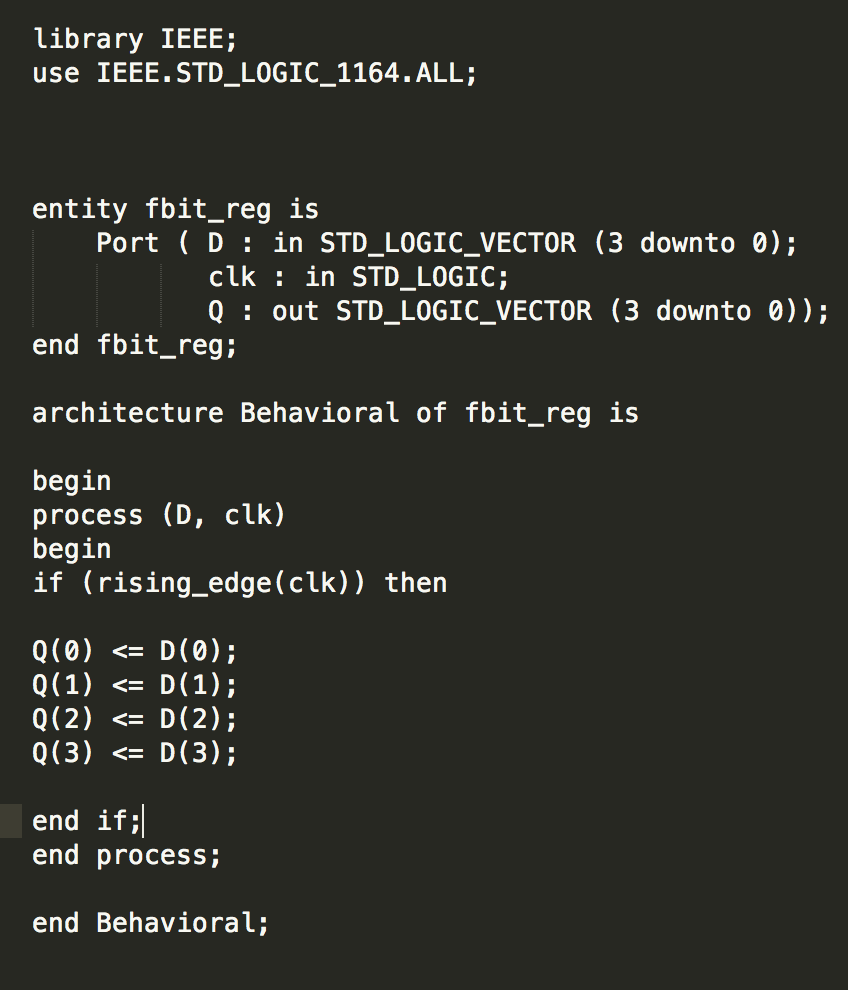 library IEEE;
use IEEE.STD_LOGIC_1164.ALL;
entity fbit_reg is
Port ( D : in STD_LOGIC_VECTOR (3 downto 0);
clk : in STD_LOGIC;
Q : out STD_LOGIC_VECTOR (3 downto 0));
end fbit_reg;
architecture Behavioral of fbit_reg is
begin
process (D, clk)
begin
if (rising_edge(clk)) then
Q(0) <= D(0);
Q(1) <= D(1);
Q(2) <= D(2);
Q(3) <= D(3);
end if;
end process;
end Behavioral;